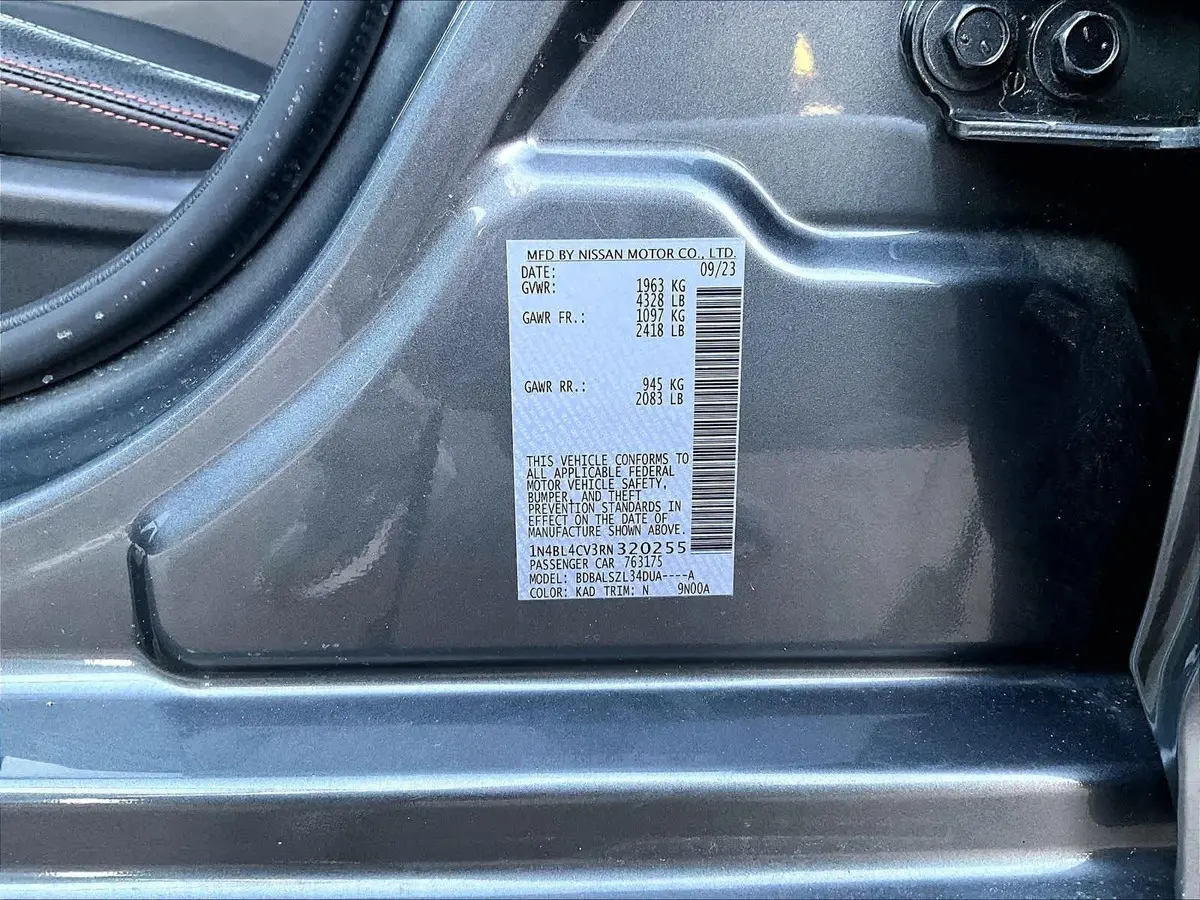 MFD BY NISSAN MOTOR CO., LTD.
DATE: 09/23
GVWR: 1963 KG
4328 LB
GAWR FR.: 1097 KG
2418 LB
GAWR RR.: 945 KG
2083 LB
THIS VEHICLE CONFORMS TO
ALL APPLICABLE FEDERAL
MOTOR VEHICLE SAFETY,
BUMPER, AND THEFT
PREVENTION STANDARDS IN
EFFECT ON THE DATE OF
MANUFACTURE SHOWN ABOVE.
1N4BL4CV3RN320255
PASSENGER CAR 763175
MODEL: BDBALSZL34DUA----A
COLOR: KAD TRIM: N 9N00A